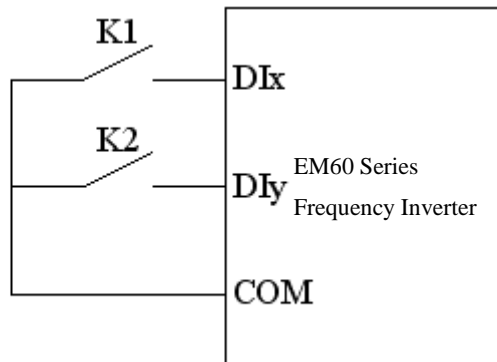 K1
DIx
K2
DIy
EM60 Series
Frequency Inverter
COM